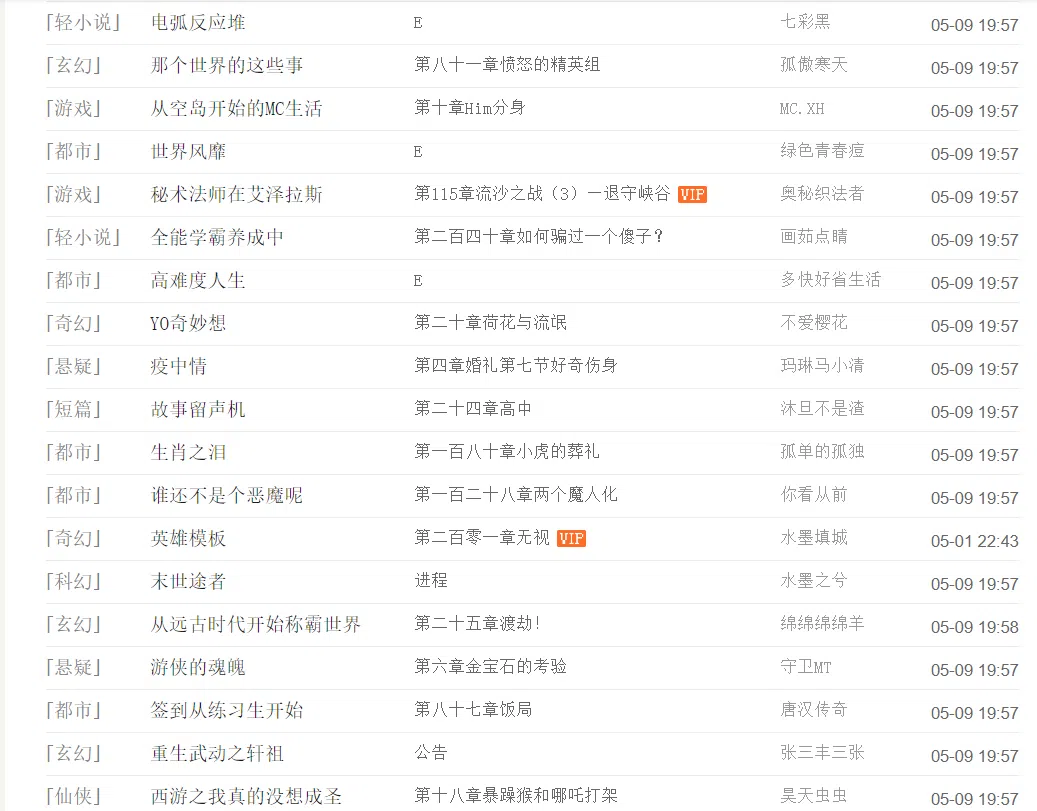 「轻小说」 电弧反应堆 E 七彩黑 05-09 19:57
「玄幻」 那个世界的这些事 第八十一章愤怒的精英组 孤傲寒天 05-09 19:57
「游戏」 从空岛开始的MC生活 第十章Him分身 MC.XH 05-09 19:57
「都市」 世界风靡 E 绿色青春痘 05-09 19:57
「游戏」 秘术法师在艾泽拉斯 第115章流沙之战（3）一退守峡谷 VIP 奥秘织法者 05-09 19:57
「轻小说」 全能学霸养成中 第二百四十章如何骗过一个傻子？ 画茹点睛 05-09 19:57
「都市」 高难度人生 E 多快好省生活 05-09 19:57
「奇幻」 YO奇妙想 第二十章荷花与流氓 不爱樱花 05-09 19:57
「悬疑」 疫中情 第四章婚礼第七节好奇伤身 玛琳马小清 05-09 19:57
「短篇」 故事留声机 第二十四章高中 沐旦不是渣 05-09 19:57
「都市」 生肖之泪 第一百八十章小虎的葬礼 孤单的孤独 05-09 19:57
「都市」 谁还不是个恶魔呢 第一百二十八章两个魔人化 你看从前 05-09 19:57
「奇幻」 英雄模板 第二百零一章无视 VIP 水墨填城 05-01 22:43
「科幻」 末世途者 进程 水墨之兮 05-09 19:57
「玄幻」 从远古时代开始称霸世界 第二十五章渡劫！ 绵绵绵绵羊 05-09 19:58
「悬疑」 游侠的魂魄 第六章金宝石的考验 守卫MT 05-09 19:57
「都市」 签到从练习生开始 第八十七章饭局 唐汉传奇 05-09 19:57
「玄幻」 重生武动之轩祖 公告 张三丰三张 05-09 19:57
「仙侠」 西游之我真的没想成圣 第十八章暴躁猴和哪吒打架 昊天虫虫 05-09 19:57